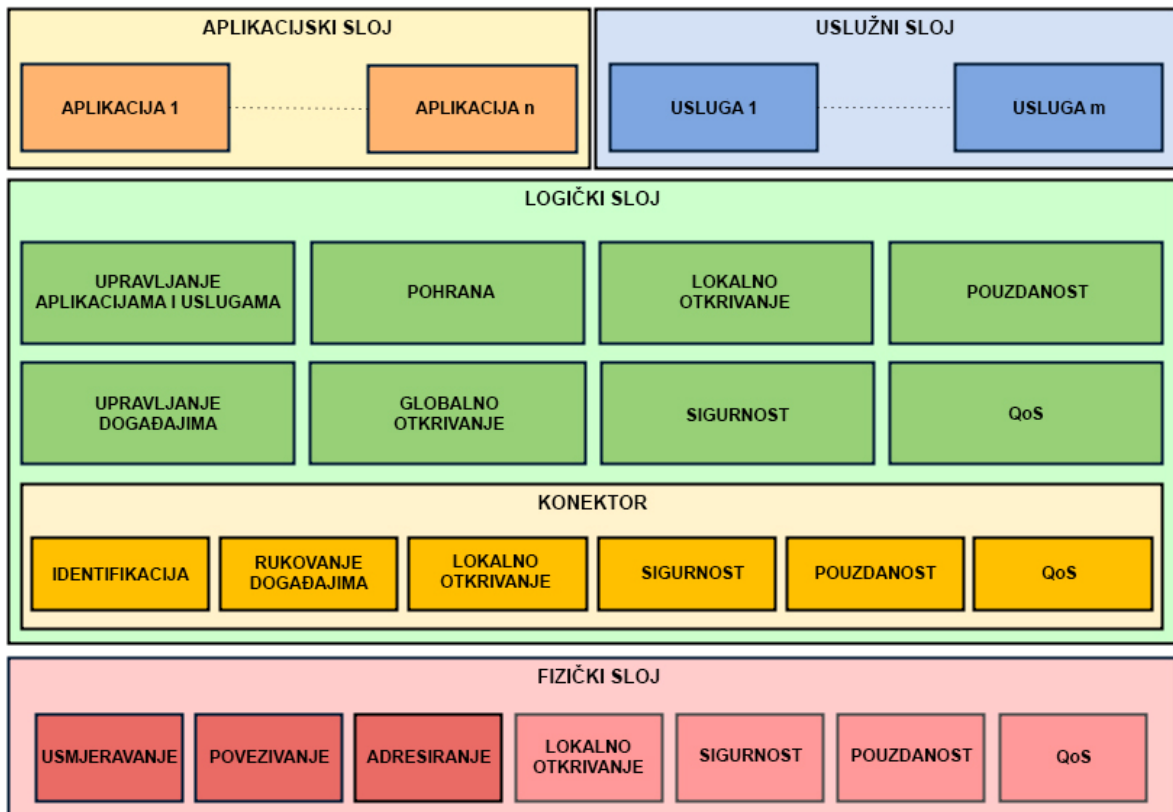 APLIKACIJSKI SLOJ
APLIKACIJA 1
APLIKACIJA n
USLUŽNI SLOJ
USLUGA 1
USLUGA m
LOGIČKI SLOJ
UPRAVLJANJE
APLIKACIJAMA I USLUGAMA
POHRANA
LOKALNO
OTKRIVANJE
POUZDANOST
UPRAVLJANJE
DOGAĐAJIMA
GLOBALNO
OTKRIVANJE
SIGURNOST
QoS
KONEKTOR
IDENTIFIKACIJA
RUKOVANJE
DOGAĐAJIMA
LOKALNO
OTKRIVANJE
SIGURNOST
POUZDANOST
QoS
FIZIČKI SLOJ
USMJERAVANJE
POVEZIVANJE
ADRESIRANJE
LOKALNO
OTKRIVANJE
SIGURNOST
POUZDANOST
QoS